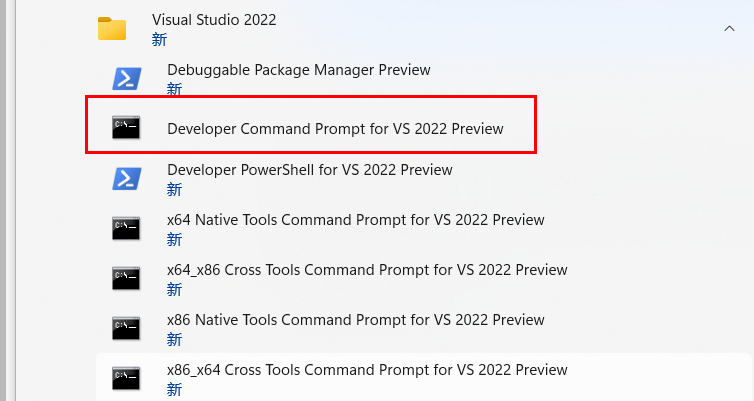 Visual Studio 2022
新
Debuggable Package Manager Preview
新
Developer Command Prompt for VS 2022 Preview
Developer PowerShell for VS 2022 Preview
新
x64 Native Tools Command Prompt for VS 2022 Preview
新
x64_x86 Cross Tools Command Prompt for VS 2022 Preview
新
x86 Native Tools Command Prompt for VS 2022 Preview
新
x86_x64 Cross Tools Command Prompt for VS 2022 Preview
新